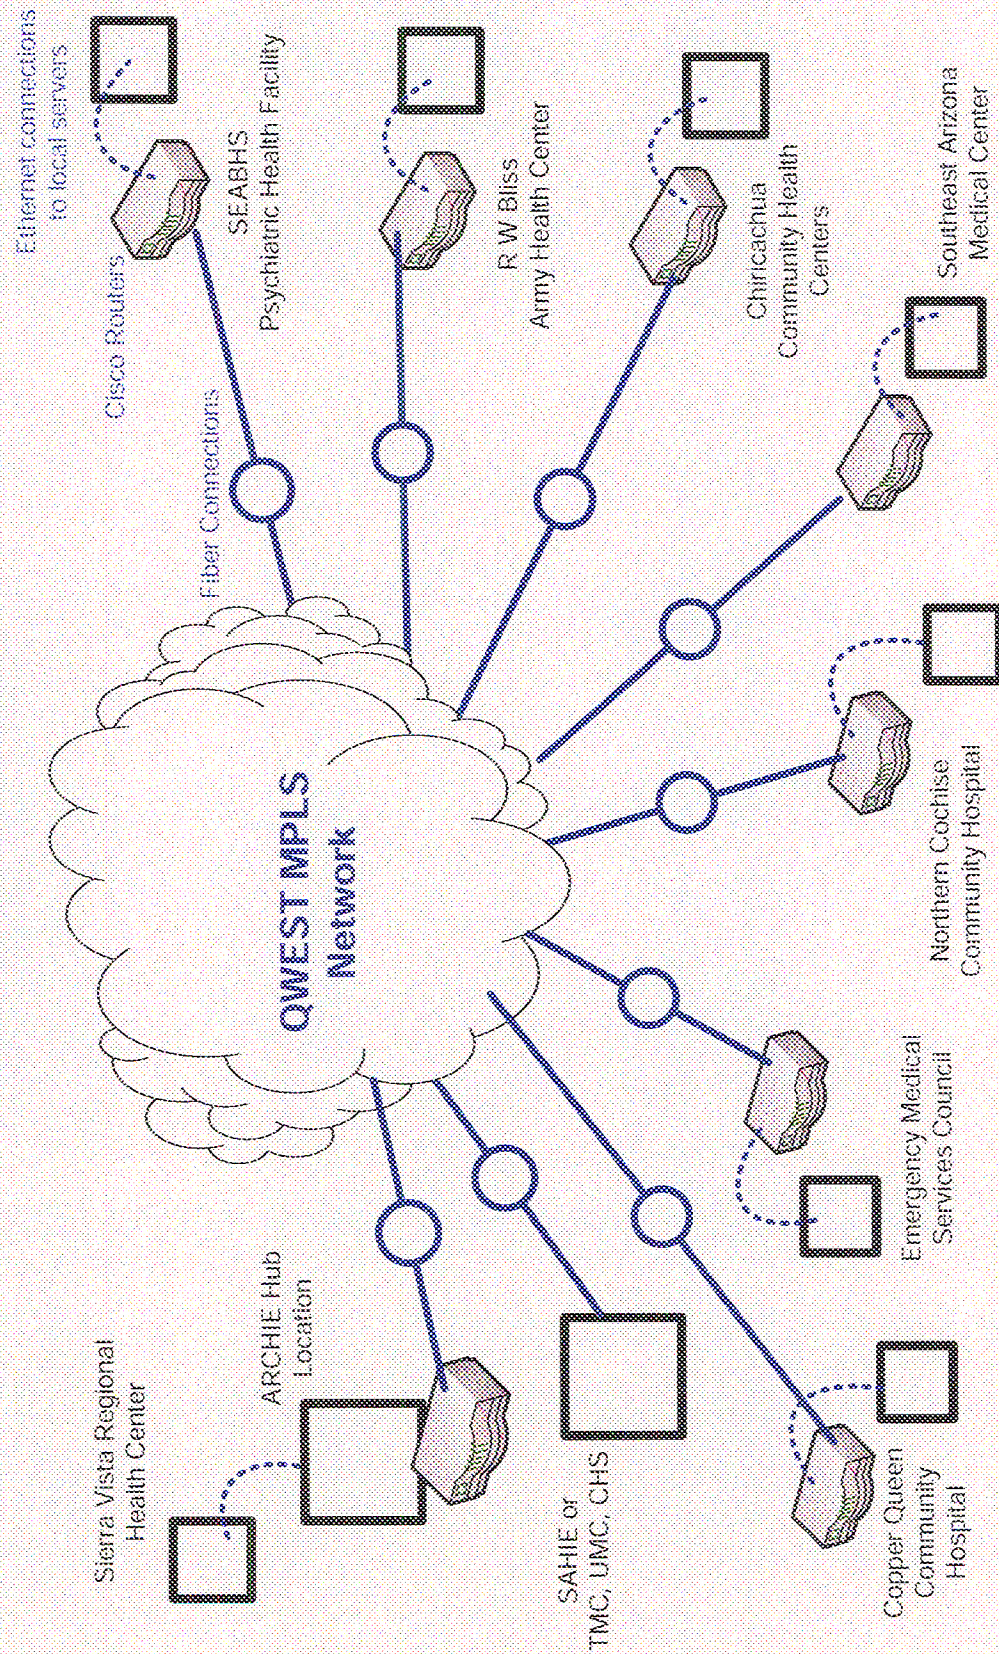 Sierra Vista Regional
Health Center
ARCHIE Hub
Location
SAHIE or
TMC, UMC, CHS
Copper Queen
Community
Hospital
Emergency Medical
Services Council
QWEST MPLS
Network
Northern Cochise
Community Hospital
Fiber Connections
Cisco Routers
Ethernet connections
to local servers
SEABHS
Psychiatric Health Facility
R W Bliss
Army Health Center
Chiricachua
Community Health
Centers
Southeast Arizona
Medical Center